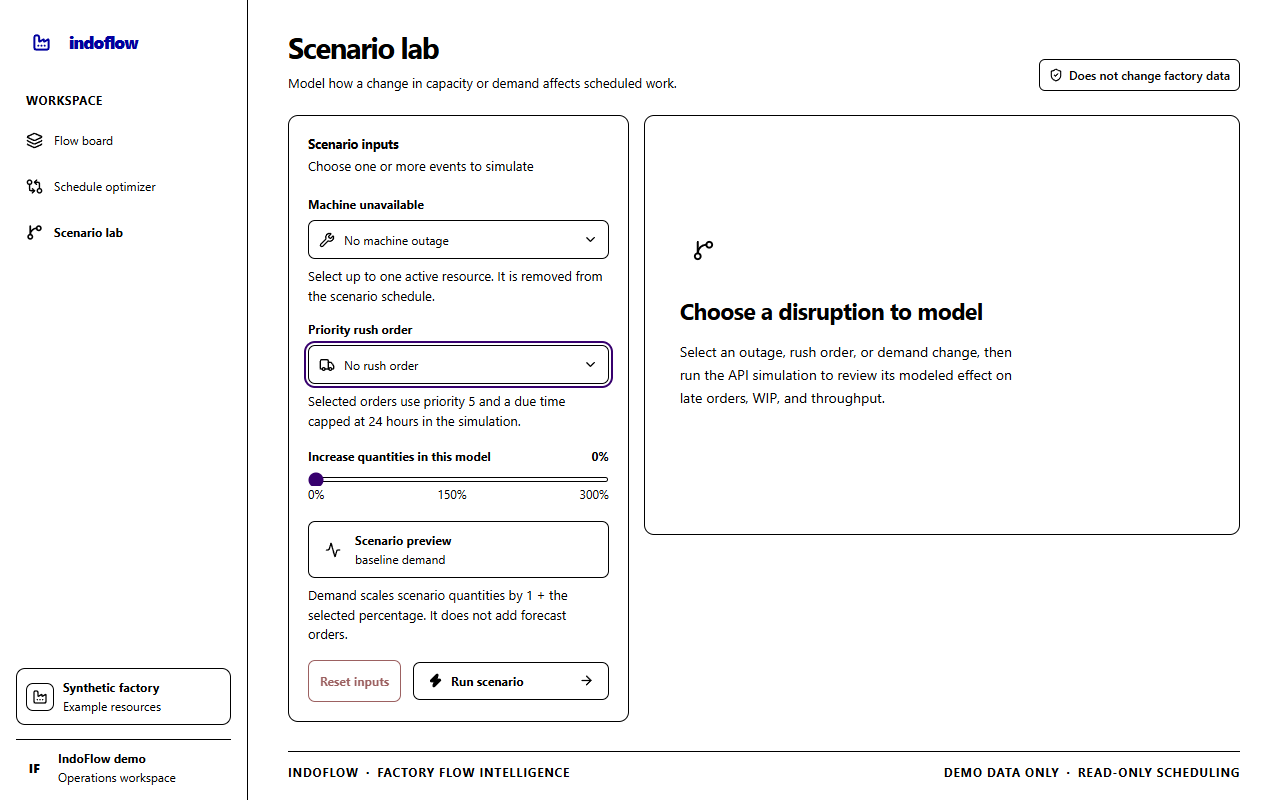 indoflow
WORKSPACE
Flow board
Schedule optimizer
Scenario lab
Synthetic factory
Example resources
IF
IndoFlow demo
Operations workspace
Scenario lab
Model how a change in capacity or demand affects scheduled work.
Does not change factory data
Scenario inputs
Choose one or more events to simulate
Machine unavailable
No machine outage
Select up to one active resource. It is removed from
the scenario schedule.
Priority rush order
No rush order
Selected orders use priority 5 and a due time
capped at 24 hours in the simulation.
Increase quantities in this model 0%
0% 150% 300%
Scenario preview
baseline demand
Demand scales scenario quantities by 1 + the
selected percentage. It does not add forecast
orders.
Reset inputs Run scenario
Choose a disruption to model
Select an outage, rush order, or demand change, then
run the API simulation to review its modeled effect on
late orders, WIP, and throughput.
INDOFLOW · FACTORY FLOW INTELLIGENCE
DEMO DATA ONLY · READ-ONLY SCHEDULING